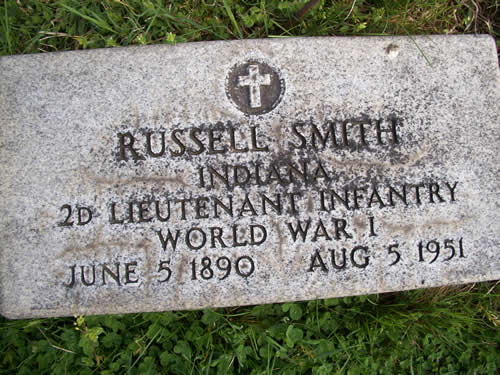 RUSSELL SMITH
INDIANA
2D LIEUTENANT INFANTRY
WORLD WAR I
JUNE 5 1890 AUG 5 1951